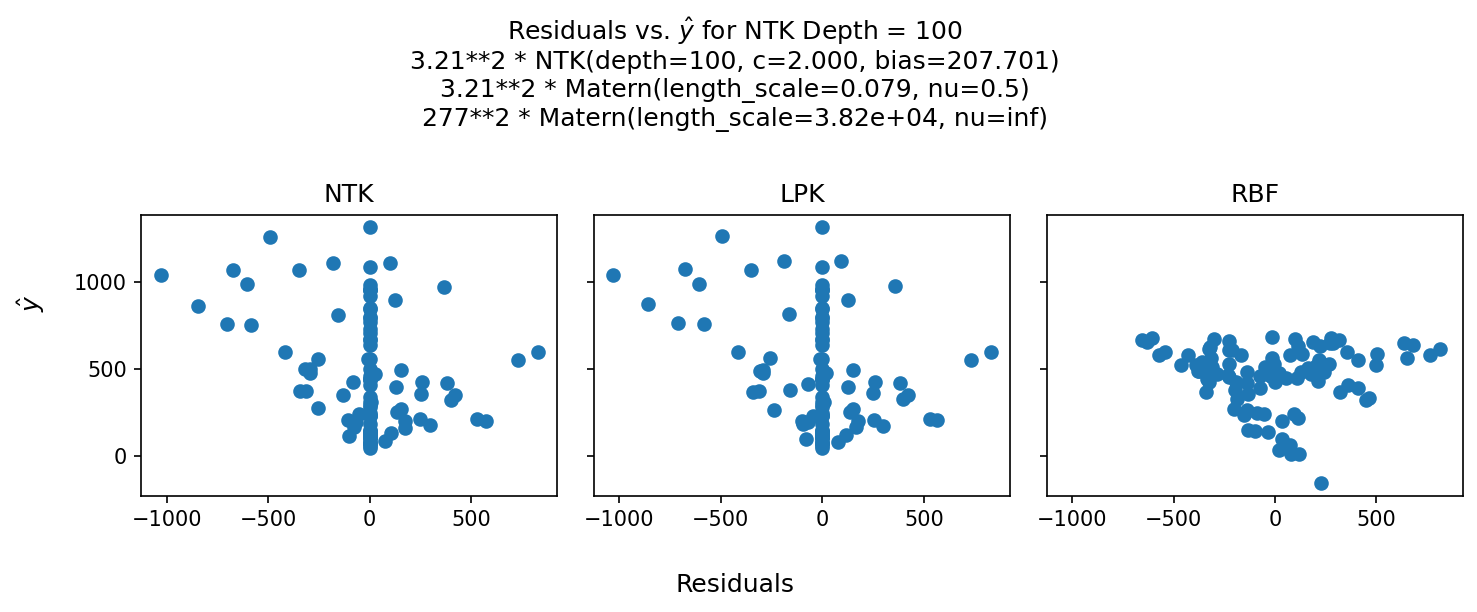 Residuals vs. ŷ for NTK Depth = 100
3.21**2 * NTK(depth=100, c=2.000, bias=207.701)
3.21**2 * Matern(length_scale=0.079, nu=0.5)
277**2 * Matern(length_scale=3.82e+04, nu=inf)
NTK
LPK
RBF
ŷ
1000
500
0
−1000
−500
0
500
−1000
−500
0
500
−1000
−500
0
500
Residuals